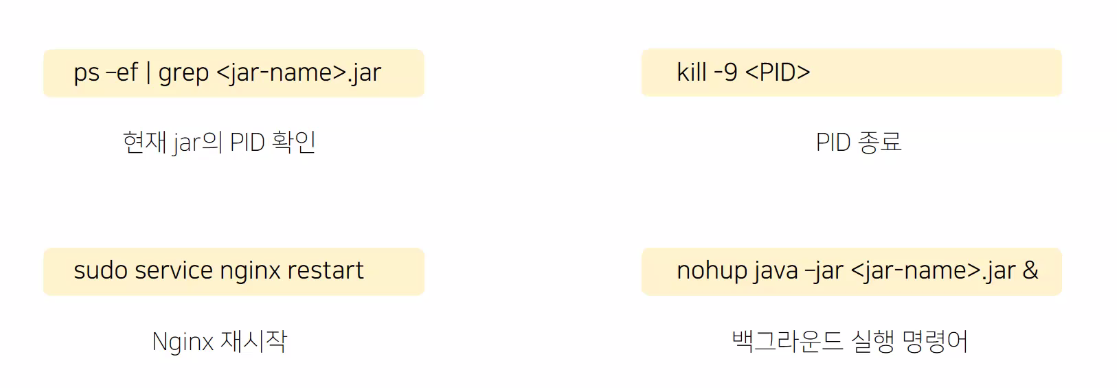 ps –ef | grep <jar-name>.jar
현재 jar의 PID 확인
kill -9 <PID>
PID 종료
sudo service nginx restart
Nginx 재시작
nohup java –jar <jar-name>.jar &
백그라운드 실행 명령어